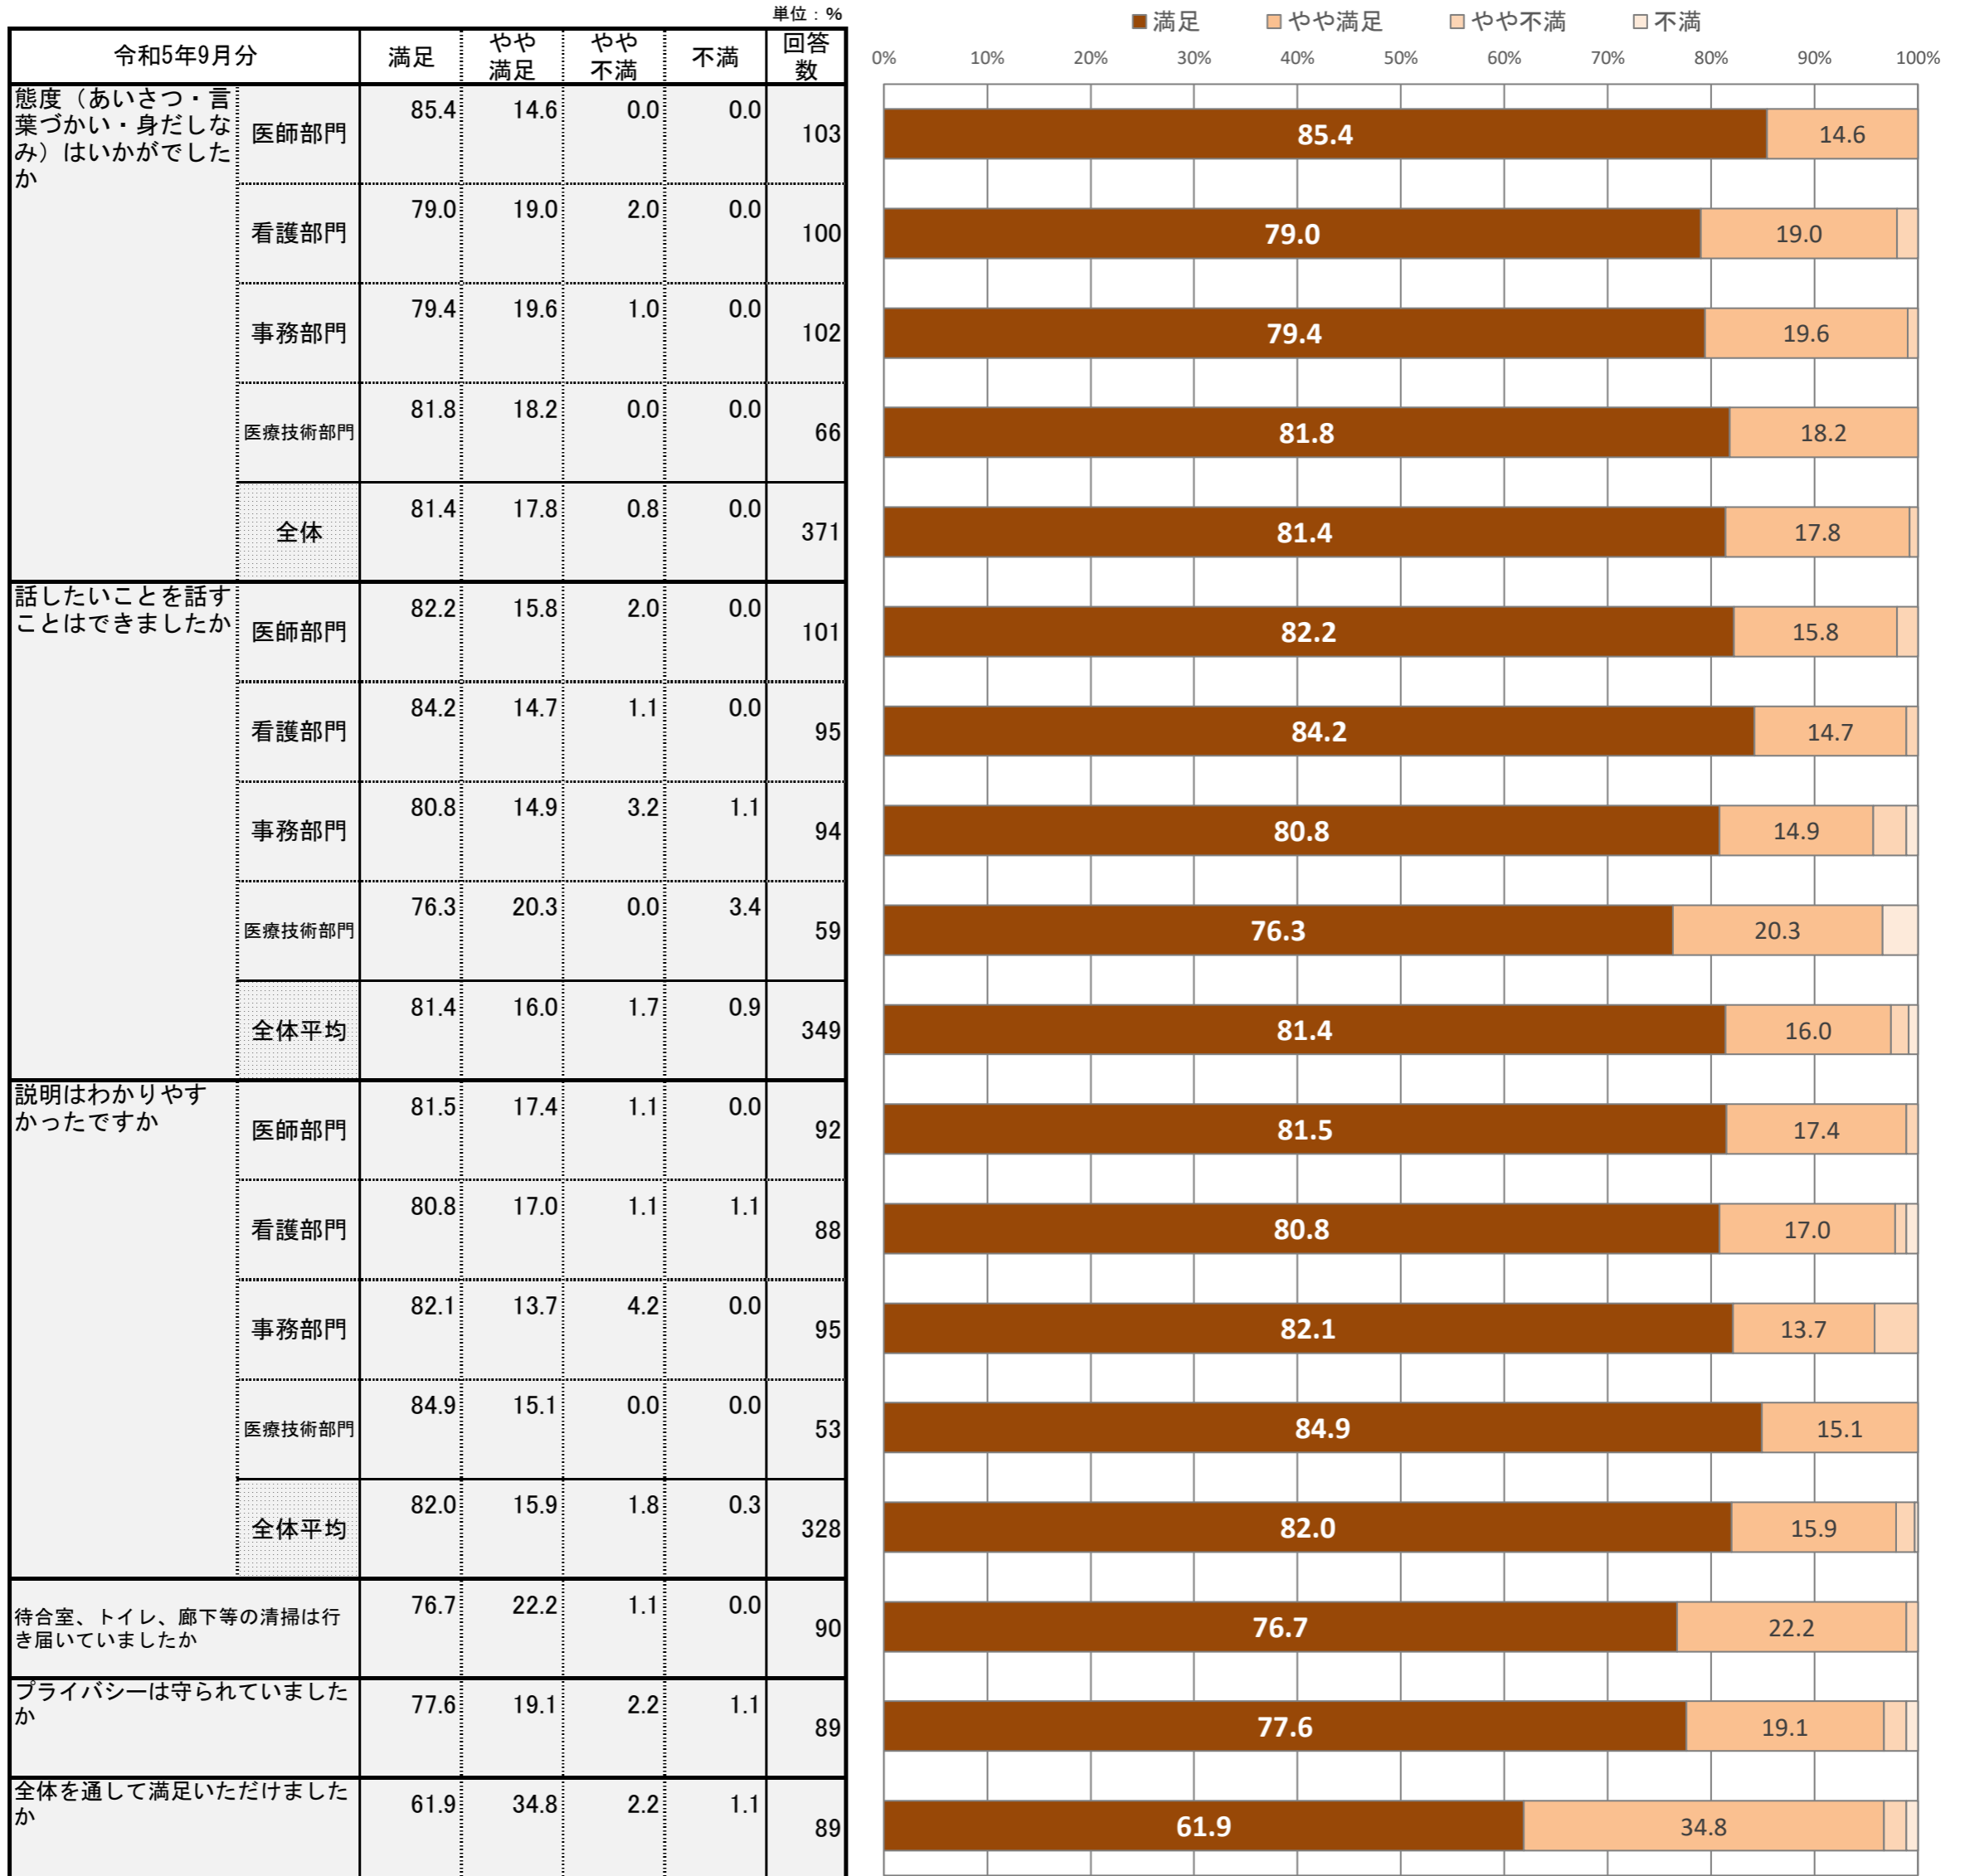 単位：%
令和5年9月分 満足 やや満足 やや不満 不満 回答数
■満足 ■やや満足 □やや不満 □不満
0% 10% 20% 30% 40% 50% 60% 70% 80% 90% 100%
態度（あいさつ・言
葉づかい・身だしな
み）はいかがでした
か
医師部門 85.4 14.6 0.0 0.0 103
85.4 14.6
看護部門 79.0 19.0 2.0 0.0 100
79.0 19.0
事務部門 79.4 19.6 1.0 0.0 102
79.4 19.6
医療技術部門 81.8 18.2 0.0 0.0 66
81.8 18.2
全体 81.4 17.8 0.8 0.0 371
81.4 17.8
話したいことを話す
ことはできましたか
医師部門 82.2 15.8 2.0 0.0 101
82.2 15.8
看護部門 84.2 14.7 1.1 0.0 95
84.2 14.7
事務部門 80.8 14.9 3.2 1.1 94
80.8 14.9
医療技術部門 76.3 20.3 0.0 3.4 59
76.3 20.3
全体平均 81.4 16.0 1.7 0.9 349
81.4 16.0
説明はわかりやす
かったですか
医師部門 81.5 17.4 1.1 0.0 92
81.5 17.4
看護部門 80.8 17.0 1.1 1.1 88
80.8 17.0
事務部門 82.1 13.7 4.2 0.0 95
82.1 13.7
医療技術部門 84.9 15.1 0.0 0.0 53
84.9 15.1
全体平均 82.0 15.9 1.8 0.3 328
82.0 15.9
待合室、トイレ、廊下等の清掃は行
き届いていましたか
76.7 22.2 1.1 0.0 90
76.7 22.2
プライバシーは守られていました
か
77.6 19.1 2.2 1.1 89
77.6 19.1
全体を通して満足いただけました
か
61.9 34.8 2.2 1.1 89
61.9 34.8